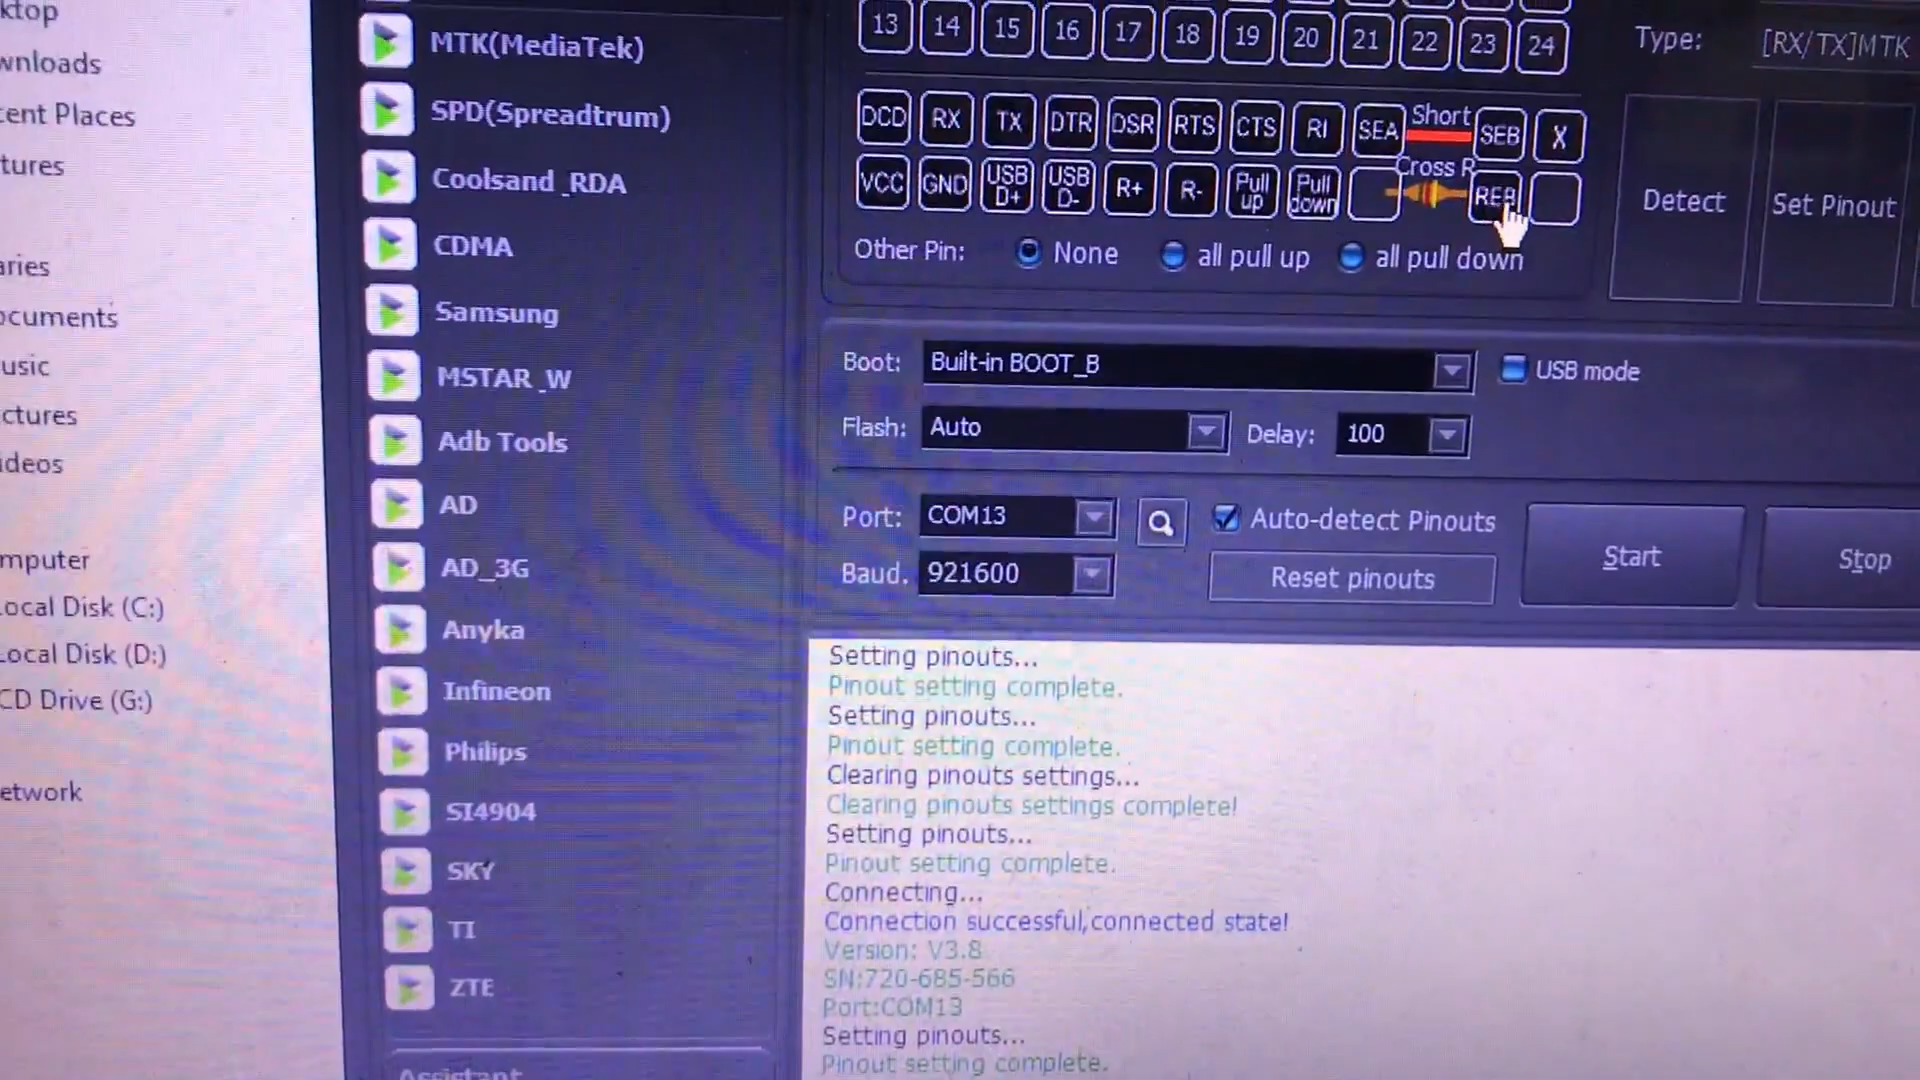 ktop
wnloads
cent Places
tures
aries
ocuments
usic
ctures
ideos
mputer
Local Disk (C:)
Local Disk (D:)
CD Drive (G:)
etwork
MTK(MediaTek)
SPD(Spreadtrum)
Coolsand_RDA
CDMA
Samsung
MSTAR_W
Adb Tools
AD
AD_3G
Anyka
Infineon
Philips
SI4904
SKY
TI
ZTE
Assistant
13 14 15 16 17 18 19 20 21 22 23 24
DCD RX TX DTR DSR RTS CTS RI SEA Short SEB X
VCC GND USB D+ USB D- R+ R- Pull up Pull down Cross R REB
Other Pin: None all pull up all pull down
Type: [RX/TX]MTK
Detect Set Pinout
Boot: Built-in BOOT_B USB mode
Flash: Auto Delay: 100
Port: COM13 Auto-detect Pinouts
Baud. 921600 Reset pinouts
Start Stop
Setting pinouts...
Pinout setting complete.
Setting pinouts...
Pinout setting complete.
Clearing pinouts settings...
Clearing pinouts settings complete!
Setting pinouts...
Pinout setting complete.
Connecting...
Connection successful,connected state!
Version: V3.8
SN:720-685-566
Port:COM13
Setting pinouts...
Pinout setting complete.